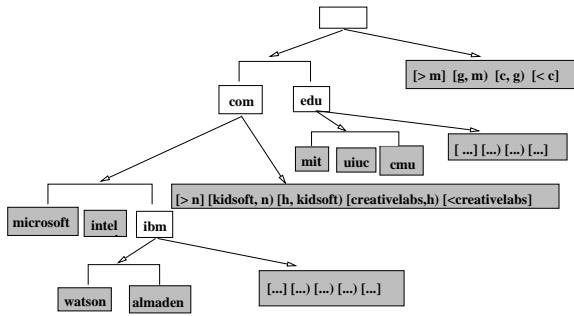 [> m] [g, m) [c, g) [< c]
com
edu
mit
uiuc
cmu
[ ...] [...) [...) [...]
[> n] [kidsoft, n) [h, kidsoft) [creativelabs,h) [<creativelabs]
microsoft
intel
ibm
watson
almaden
[...] [...) [...) [...) [...]